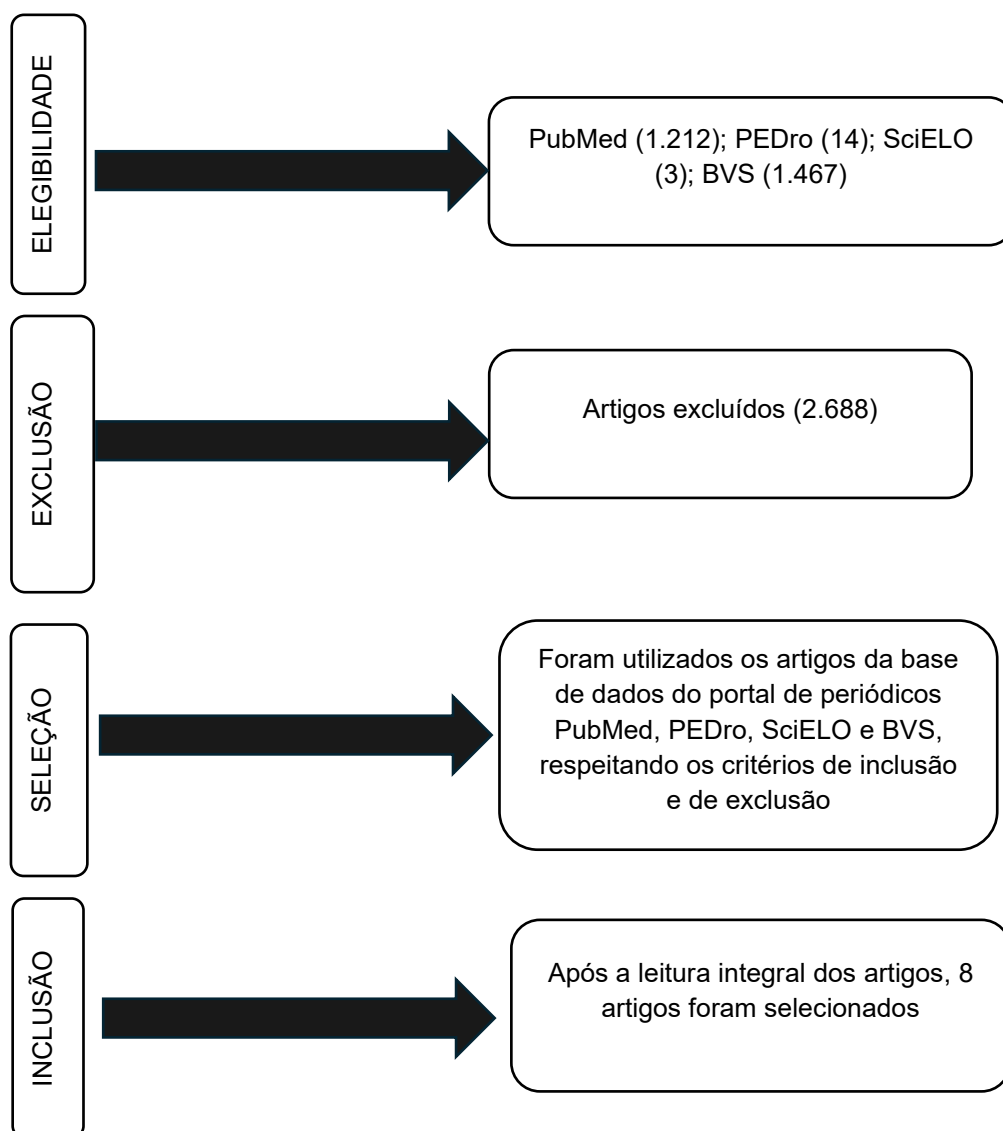 ELEGIBILIDADE
PubMed (1.212); PEDro (14); SciELO
(3); BVS (1.467)
EXCLUSÃO
Artigos excluídos (2.688)
SELEÇÃO
Foram utilizados os artigos da base
de dados do portal de periódicos
PubMed, PEDro, SciELO e BVS,
respeitando os critérios de inclusão
e de exclusão
INCLUSÃO
Após a leitura integral dos artigos, 8
artigos foram selecionados